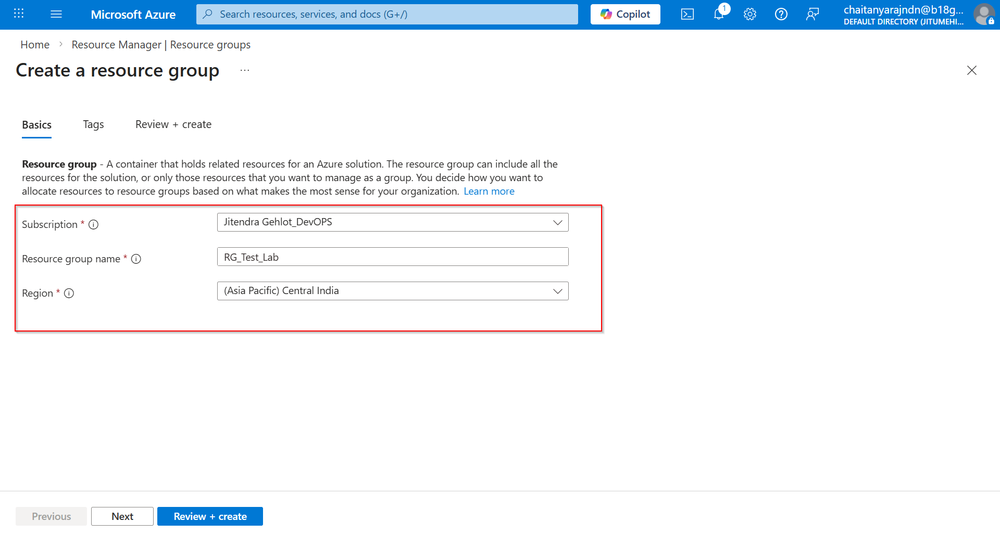 Microsoft Azure
Search resources, services, and docs (G+/)
Copilot
1
chaitanyarajndn@b18g...
DEFAULT DIRECTORY (JITUMEHI...
Home > Resource Manager | Resource groups
Create a resource group ...
Basics Tags Review + create
Resource group - A container that holds related resources for an Azure solution. The resource group can include all the
resources for the solution, or only those resources that you want to manage as a group. You decide how you want to
allocate resources to resource groups based on what makes the most sense for your organization. Learn more
Subscription * Jitendra Gehlot_DevOPS
Resource group name * RG_Test_Lab
Region * (Asia Pacific) Central India
Previous Next Review + create